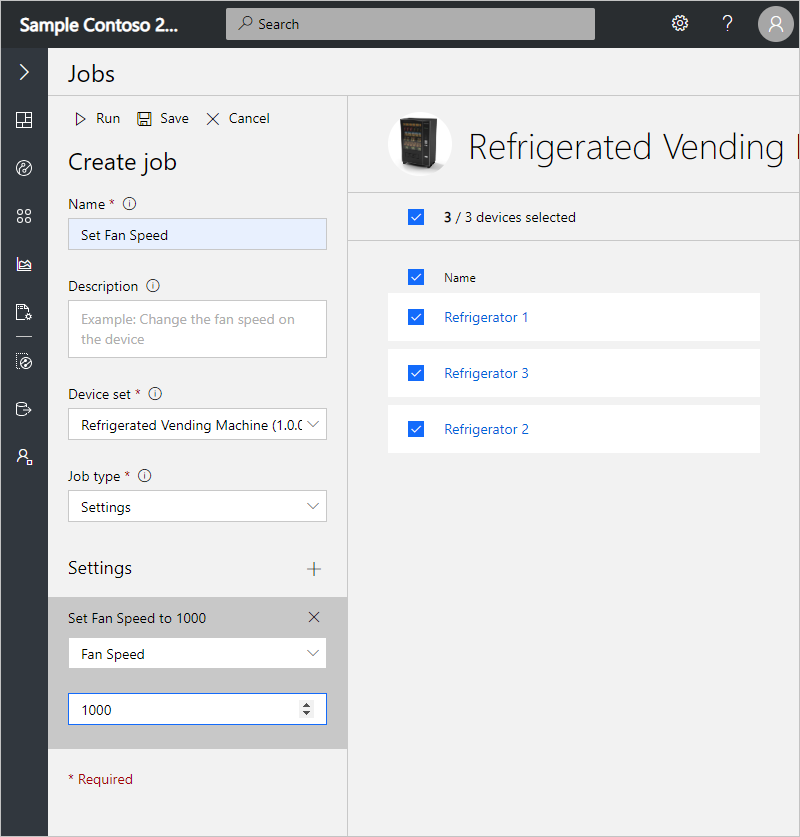 Sample Contoso 2...
Search
?
Jobs
Run Save Cancel
Create job
Name *
Set Fan Speed
Description
Example: Change the fan speed on
the device
Device set *
Refrigerated Vending Machine (1.0.0
Job type *
Settings
Settings
Set Fan Speed to 1000
Fan Speed
1000
* Required
Refrigerated Vending
3 / 3 devices selected
Name
Refrigerator 1
Refrigerator 3
Refrigerator 2